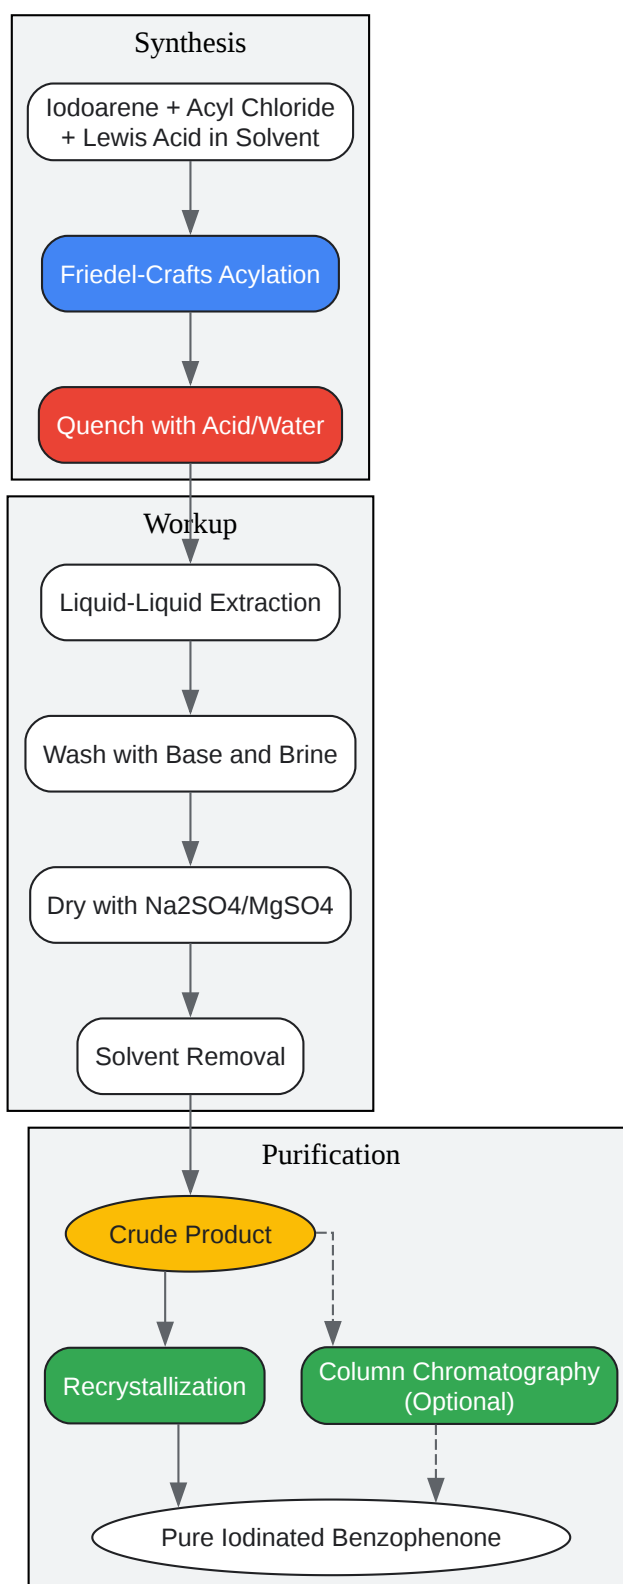 Synthesis
Iodoarene + Acyl Chloride
+ Lewis Acid in Solvent
Friedel-Crafts Acylation
Quench with Acid/Water
Workup
Liquid-Liquid Extraction
Wash with Base and Brine
Dry with Na2SO4/MgSO4
Solvent Removal
Purification
Crude Product
Recrystallization
Column Chromatography
(Optional)
Pure Iodinated Benzophenone